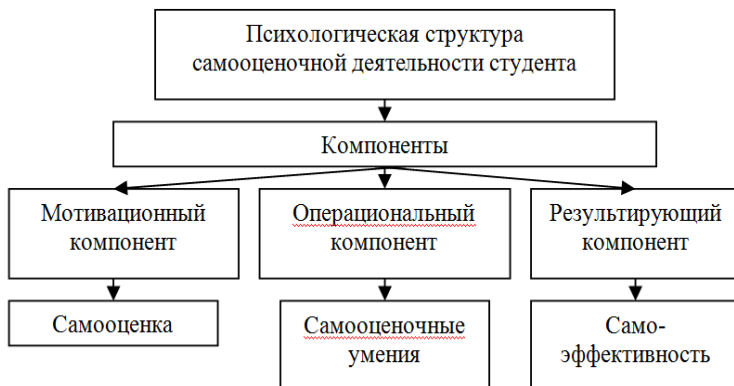 Психологическая структура
самооценочной деятельности студента
Компоненты
Мотивационный
компонент
Операциональный
компонент
Результирующий
компонент
Самооценка
Самооценочные
умения
Само-
эффективность